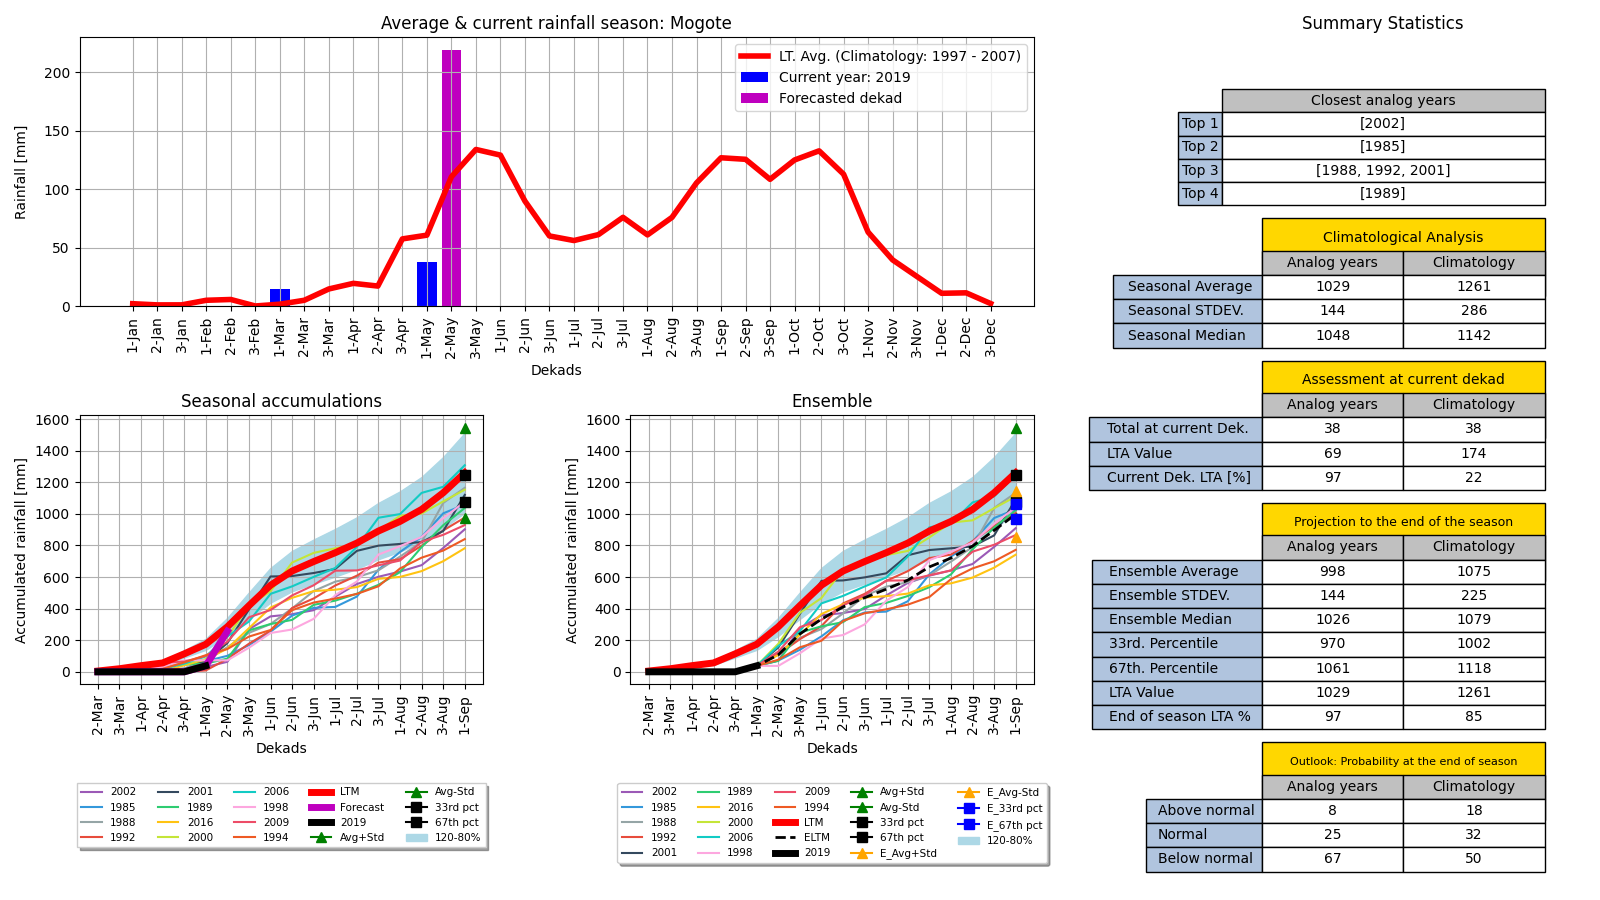 Average & current rainfall season: Mogote
Rainfall [mm]
200
150
100
50
0
LT. Avg. (Climatology: 1997 - 2007)
Current year: 2019
Forecasted dekad
1-Jan 2-Jan 3-Jan 1-Feb 2-Feb 3-Feb 1-Mar 2-Mar 3-Mar 1-Apr 2-Apr 3-Apr 1-May 2-May 3-May 1-Jun 2-Jun 3-Jun 1-Jul 2-Jul 3-Jul 1-Aug 2-Aug 3-Aug 1-Sep 2-Sep 3-Sep 1-Oct 2-Oct 3-Oct 1-Nov 2-Nov 3-Nov 1-Dec 2-Dec 3-Dec
Dekads
Seasonal accumulations
Accumulated rainfall [mm]
1600
1400
1200
1000
800
600
400
200
0
2-Mar 3-Mar 1-Apr 2-Apr 3-Apr 1-May 2-May 3-May 1-Jun 2-Jun 3-Jun 1-Jul 2-Jul 3-Jul 1-Aug 2-Aug 3-Aug 1-Sep
Dekads
2002 2001 2006 LTM Avg-Std
1985 1989 1998 Forecast 33rd pct
1988 2016 2009 2019 67th pct
1992 2000 1994 Avg+Std 120-80%
Ensemble
Accumulated rainfall [mm]
1600
1400
1200
1000
800
600
400
200
0
2-Mar 3-Mar 1-Apr 2-Apr 3-Apr 1-May 2-May 3-May 1-Jun 2-Jun 3-Jun 1-Jul 2-Jul 3-Jul 1-Aug 2-Aug 3-Aug 1-Sep
Dekads
2002 1989 2009 Avg+Std E_Avg-Std
1985 2016 1994 Avg-Std E_33rd pct
1988 2000 LTM 33rd pct E_67th pct
1992 2006 ELTM 67th pct 120-80%
2001 1998 2019 E_Avg+Std
Summary Statistics
Closest analog years
Top 1 [2002]
Top 2 [1985]
Top 3 [1988, 1992, 2001]
Top 4 [1989]
Climatological Analysis
Analog years Climatology
Seasonal Average 1029 1261
Seasonal STDEV. 144 286
Seasonal Median 1048 1142
Assessment at current dekad
Analog years Climatology
Total at current Dek. 38 38
LTA Value 69 174
Current Dek. LTA [%] 97 22
Projection to the end of the season
Analog years Climatology
Ensemble Average 998 1075
Ensemble STDEV. 144 225
Ensemble Median 1026 1079
33rd. Percentile 970 1002
67th. Percentile 1061 1118
LTA Value 1029 1261
End of season LTA % 97 85
Outlook: Probability at the end of season
Analog years Climatology
Above normal 8 18
Normal 25 32
Below normal 67 50